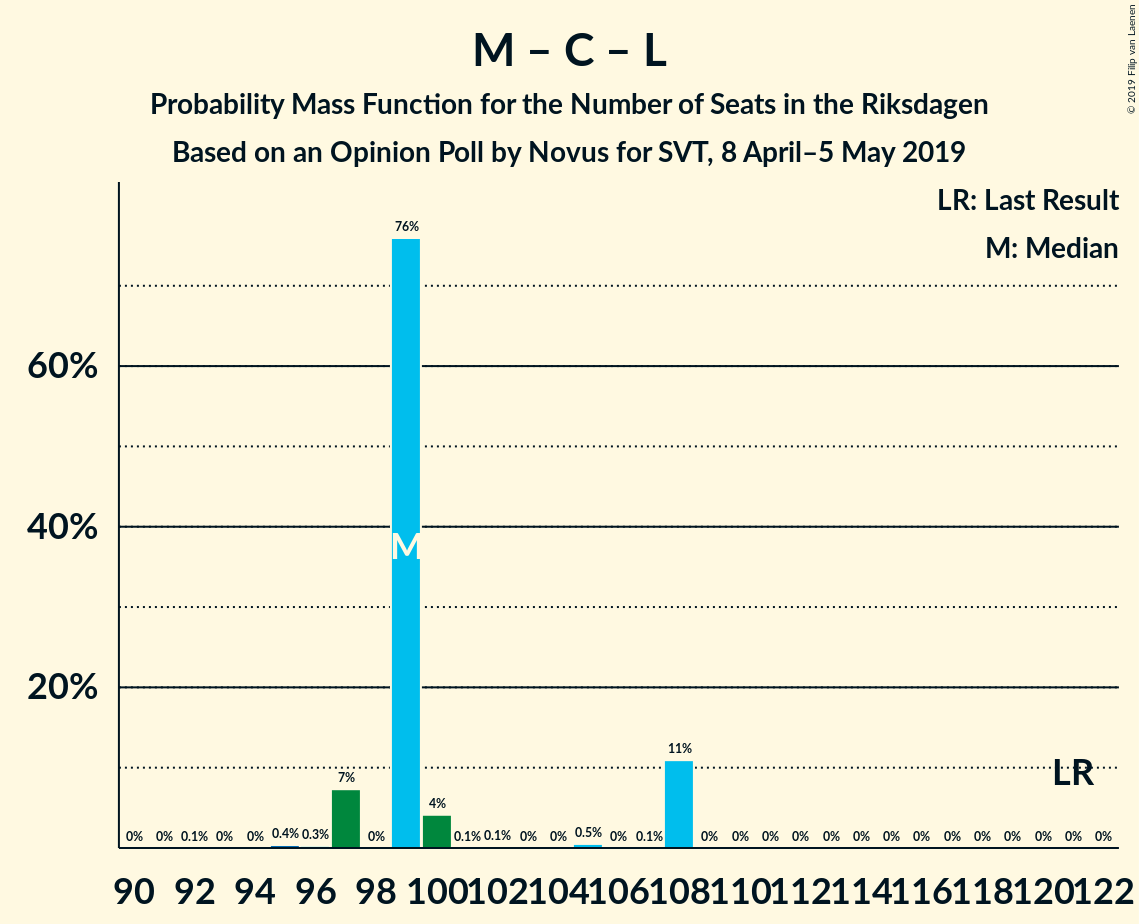 M – C – L
Probability Mass Function for the Number of Seats in the Riksdagen
Based on an Opinion Poll by Novus for SVT, 8 April–5 May 2019
© 2019 Filip van Laenen
LR: Last Result
M: Median
76%
60%
40%
M
20%
11%
LR
7%
4%
0% 0% 0.1% 0% 0% 0.4% 0.3% 0% 0.1% 0.1% 0% 0% 0.5% 0% 0.1% 0% 0% 0% 0% 0% 0% 0% 0% 0% 0% 0% 0% 0% 0%
90 92 94 96 98 100 102 104 106 108 110 112 114 116 118 120 122